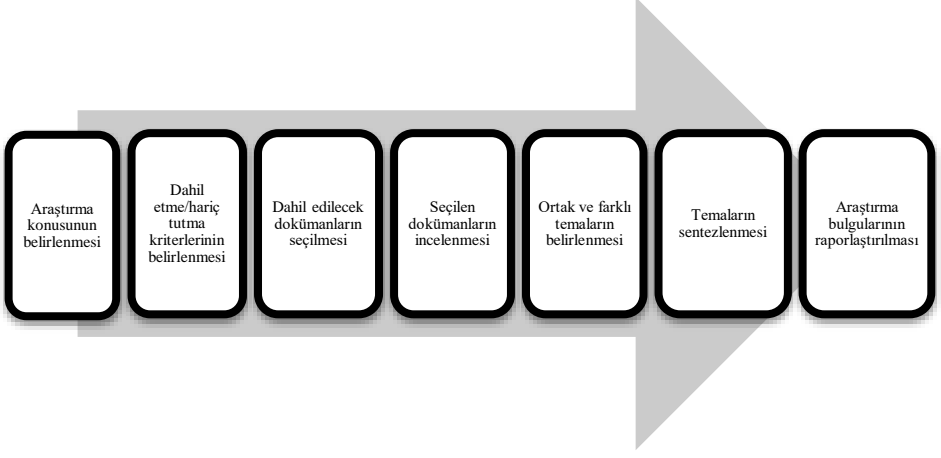 Araştırma
konusunun
belirlenmesi
Dahil
etme/hariç
tutma
kriterlerinin
belirlenmesi
Dahil edilecek
dokümanların
seçilmesi
Seçilen
dokümanların
incelenmesi
Ortak ve farklı
temaların
belirlenmesi
Temaların
sentezlenmesi
Araştırma
bulgularının
raporlaştırılması